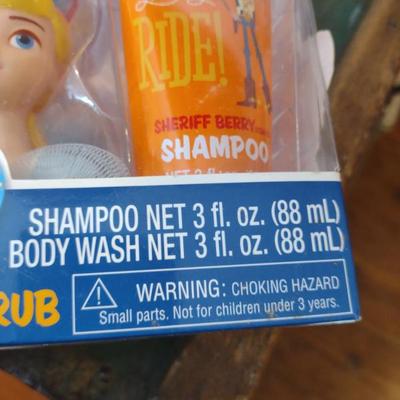 RIDE!
SHERIFF BERRY
SHAMPOO
SHAMPOO NET 3 fl. oz. (88 mL)
BODY WASH NET 3 fl. oz. (88 mL)
WARNING: CHOKING HAZARD
Small parts. Not for children under 3 years.